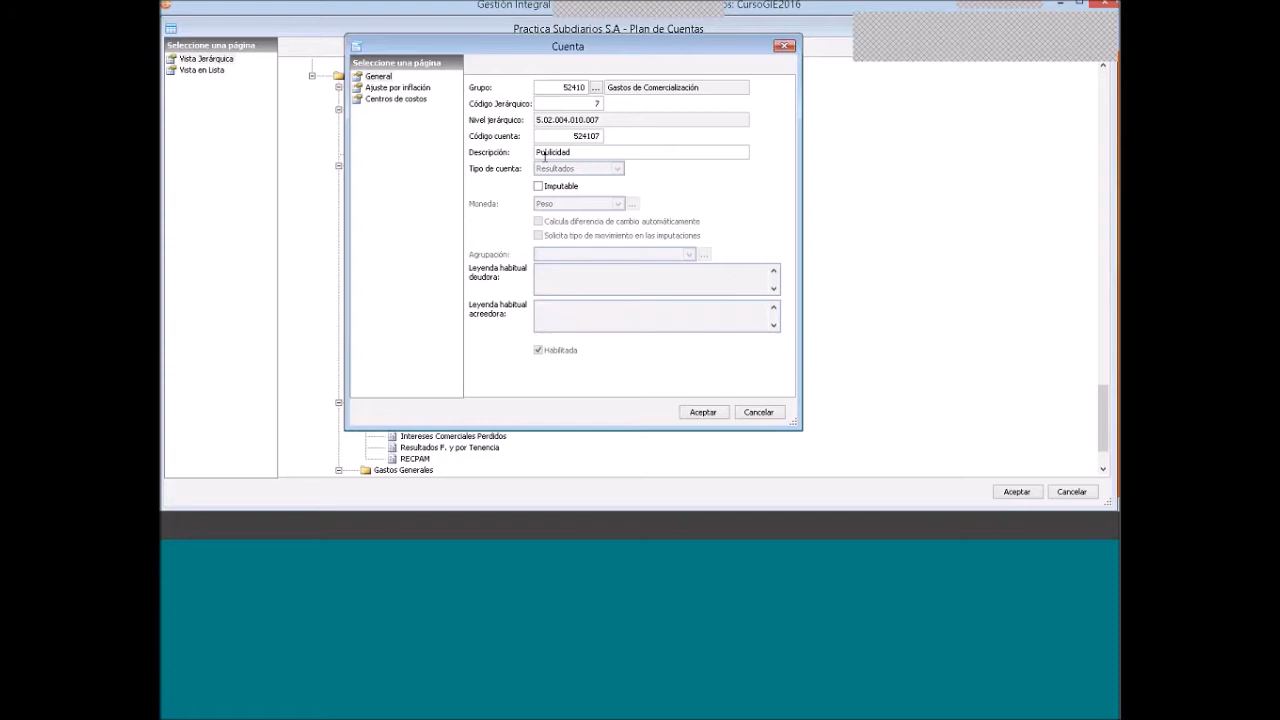 Gestión Integral os: CursoGIE2016
Practica Subdiarios S.A - Plan de Cuentas
Seleccione una página
Vista Jerárquica
Vista en Lista
Cuenta
Seleccione una página
General
Ajuste por inflación
Centros de costos
Grupo: 52410 ... Gastos de Comercialización
Código Jerárquico: 7
Nivel jerárquico: 5.02.004.010.007
Código cuenta: 524107
Descripción: Publicidad
Tipo de cuenta: Resultados
Imputable
Moneda: Peso ...
Calcula diferencia de cambio automáticamente
Solicita tipo de movimiento en las imputaciones
Agrupación: ...
Leyenda habitual
deudora:
Leyenda habitual
acreedora:
Habilitada
Aceptar Cancelar
Intereses Comerciales Perdidos
Resultados F. y por Tenencia
RECPAM
Gastos Generales
Aceptar Cancelar